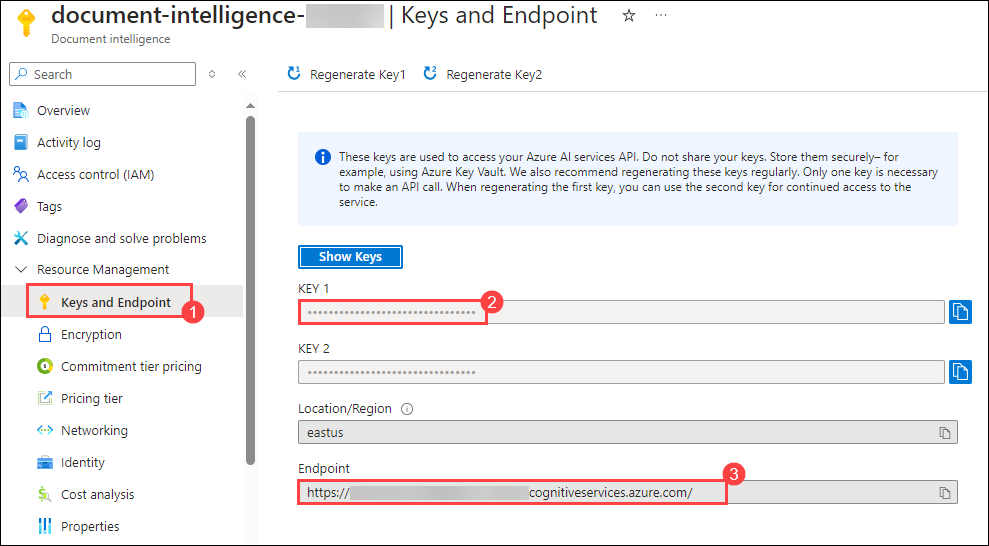 document-intelligence- | Keys and Endpoint
Document intelligence
Search
Regenerate Key1
Regenerate Key2
Overview
Activity log
Access control (IAM)
Tags
Diagnose and solve problems
Resource Management
Keys and Endpoint
1
Encryption
Commitment tier pricing
Pricing tier
Networking
Identity
Cost analysis
Properties
These keys are used to access your Azure AI services API. Do not share your keys. Store them securely– for
example, using Azure Key Vault. We also recommend regenerating these keys regularly. Only one key is necessary
to make an API call. When regenerating the first key, you can use the second key for continued access to the
service.
Show Keys
KEY 1
2
KEY 2
Location/Region
eastus
Endpoint
3
https:// cognitiveservices.azure.com/